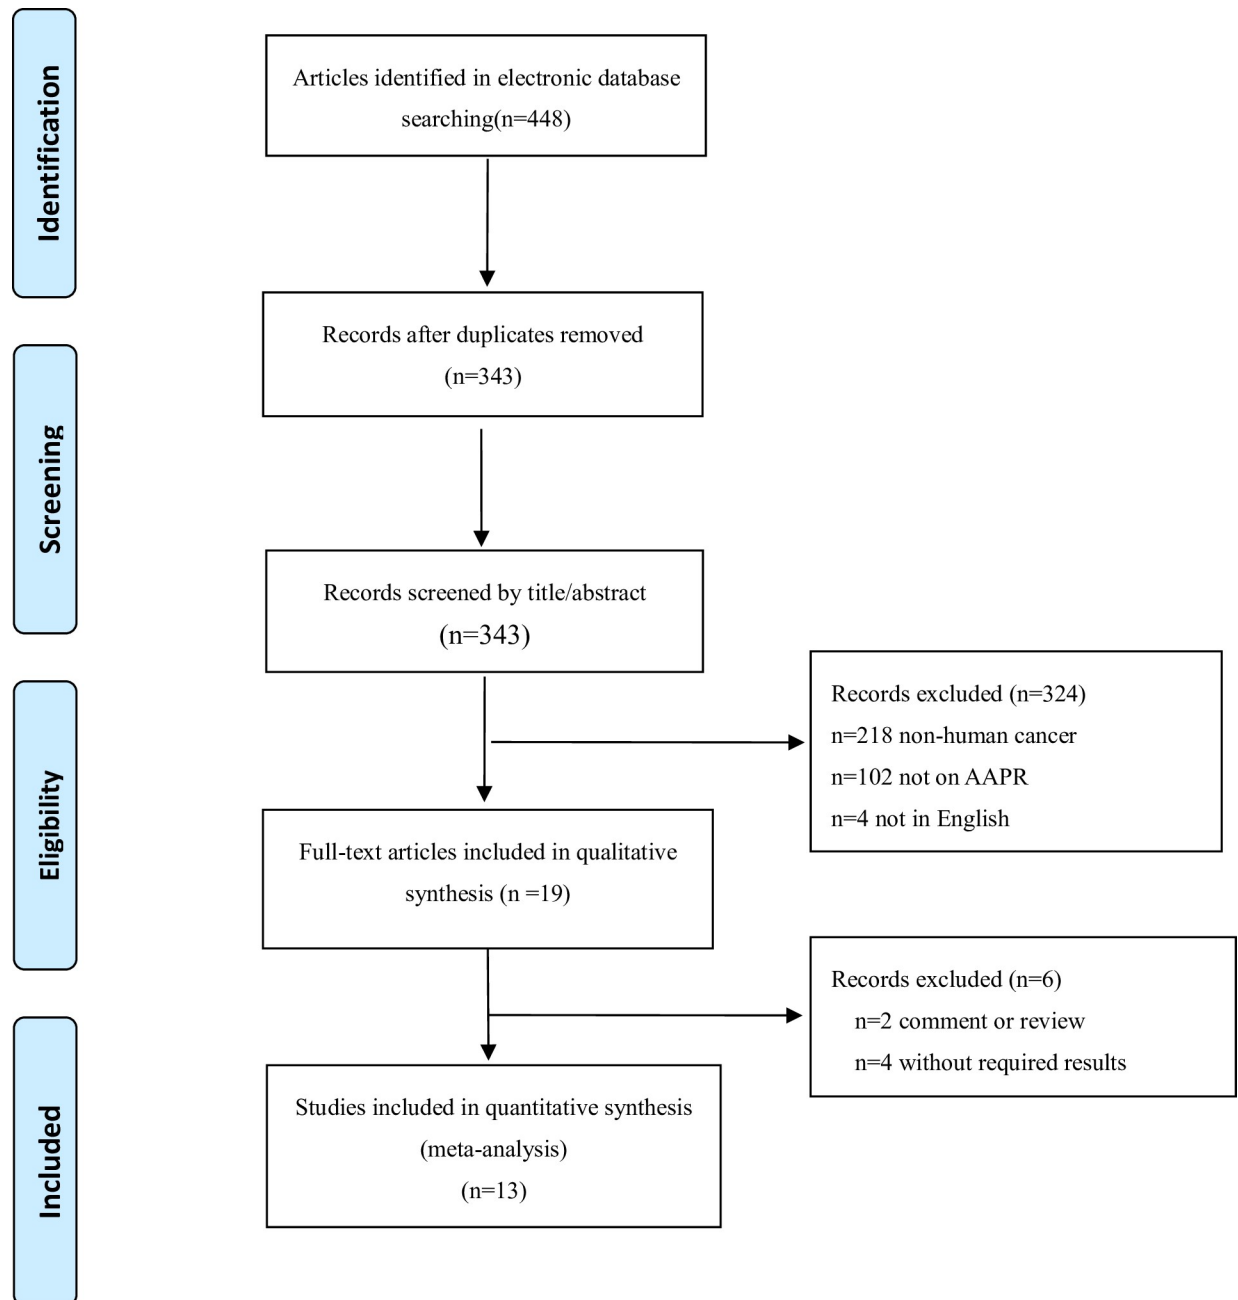 Identification
Articles identified in electronic database
searching(n=448)
Records after duplicates removed
(n=343)
Screening
Records screened by title/abstract
(n=343)
Records excluded (n=324)
n=218 non-human cancer
n=102 not on AAPR
n=4 not in English
Eligibility
Full-text articles included in qualitative
synthesis (n =19)
Records excluded (n=6)
n=2 comment or review
n=4 without required results
Included
Studies included in quantitative synthesis
(meta-analysis)
(n=13)